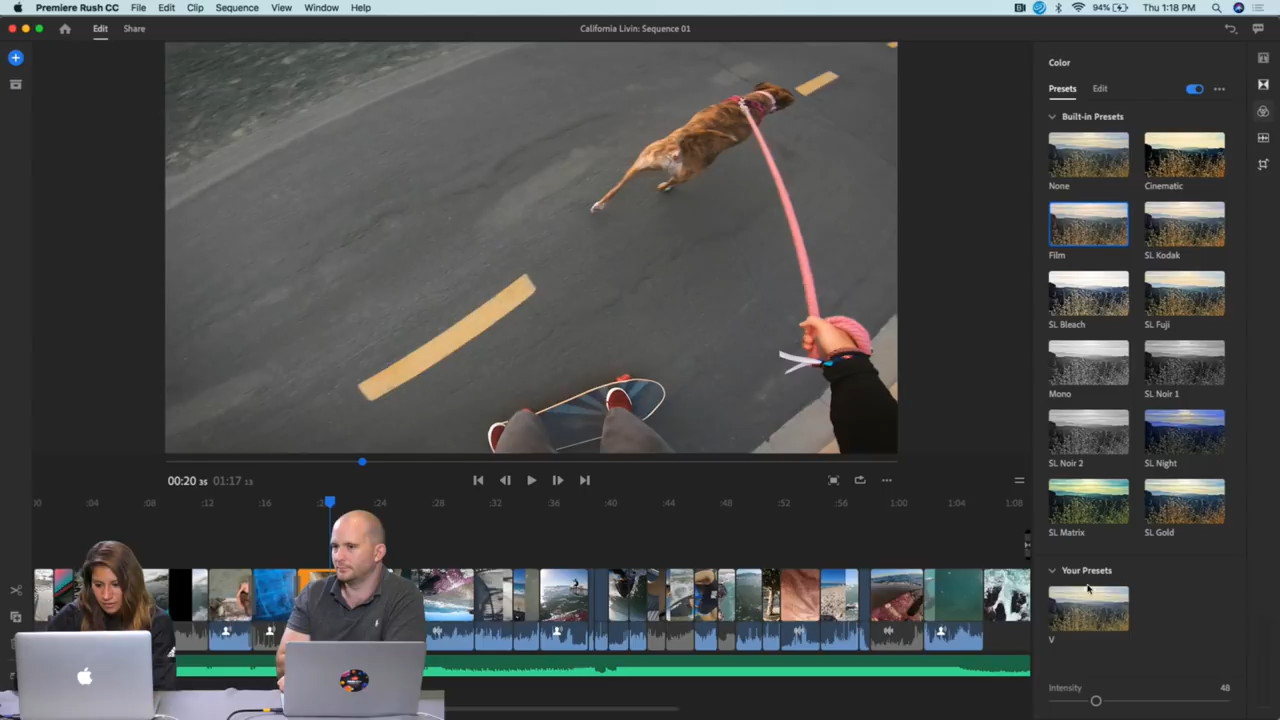 Premiere Rush CC File Edit Clip Sequence View Window Help 94% Thu 1:18 PM
Edit Share California Livin: Sequence 01
Color
Presets Edit
Built-in Presets
None Cinematic
Film SL Kodak
SL Bleach SL Fuji
Mono SL Noir 1
SL Noir 2 SL Night
SL Matrix SL Gold
Your Presets
V
Intensity 48
00:20 35 01:17 13
:00 :04 :08 :12 :16 :24 :28 :32 :36 :40 :44 :48 :52 :56 1:00 1:04 1:08